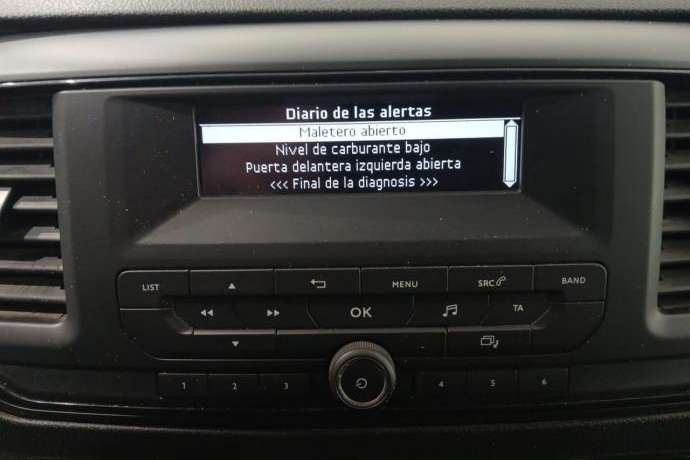 Diario de las alertas
Maletero abierto
Nivel de carburante bajo
Puerta delantera izquierda abierta
<<< Final de la diagnosis >>>
LIST
MENU
SRC
BAND
OK
TA
1 2 3 4 5 6